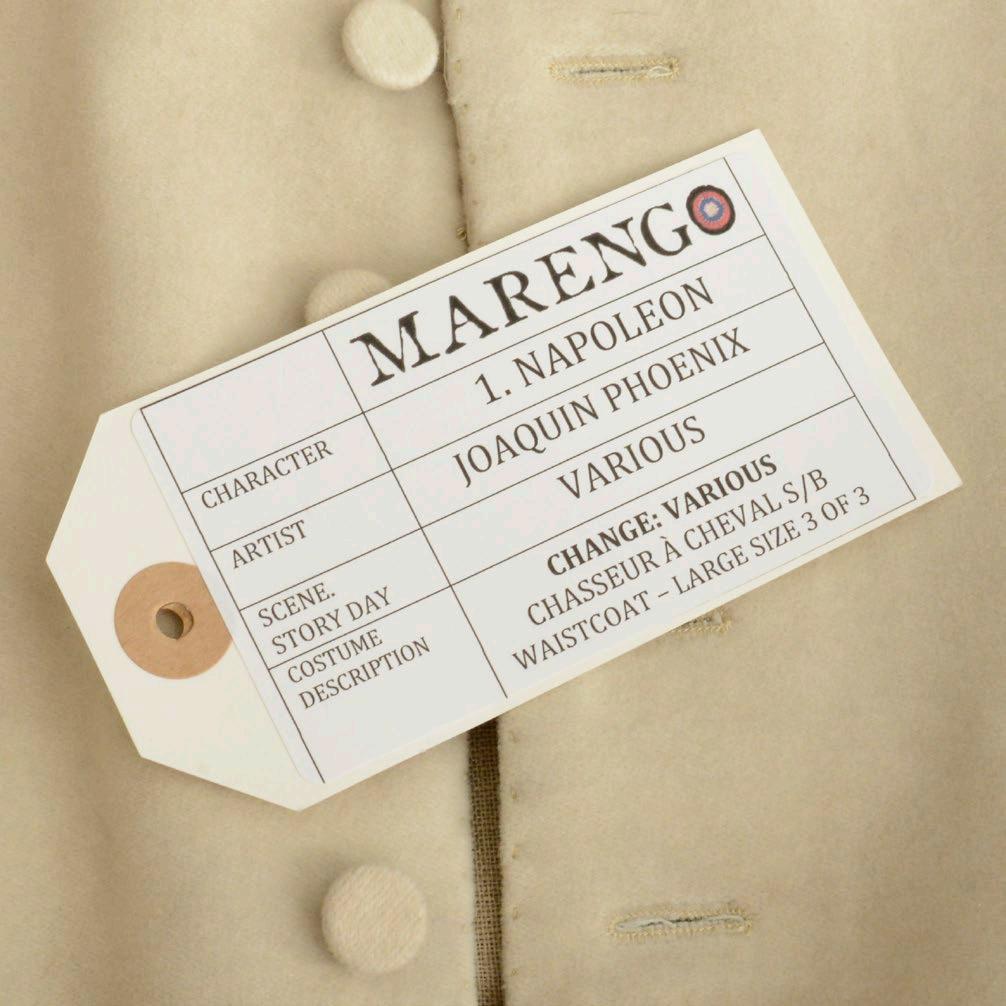 MARENGO
CHARACTER
1. NAPOLEON
ARTIST
JOAQUIN PHOENIX
SCENE.
STORY DAY
VARIOUS
COSTUME
DESCRIPTION
CHANGE: VARIOUS
CHASSEUR À CHEVAL S/B
WAISTCOAT – LARGE SIZE 3 OF 3